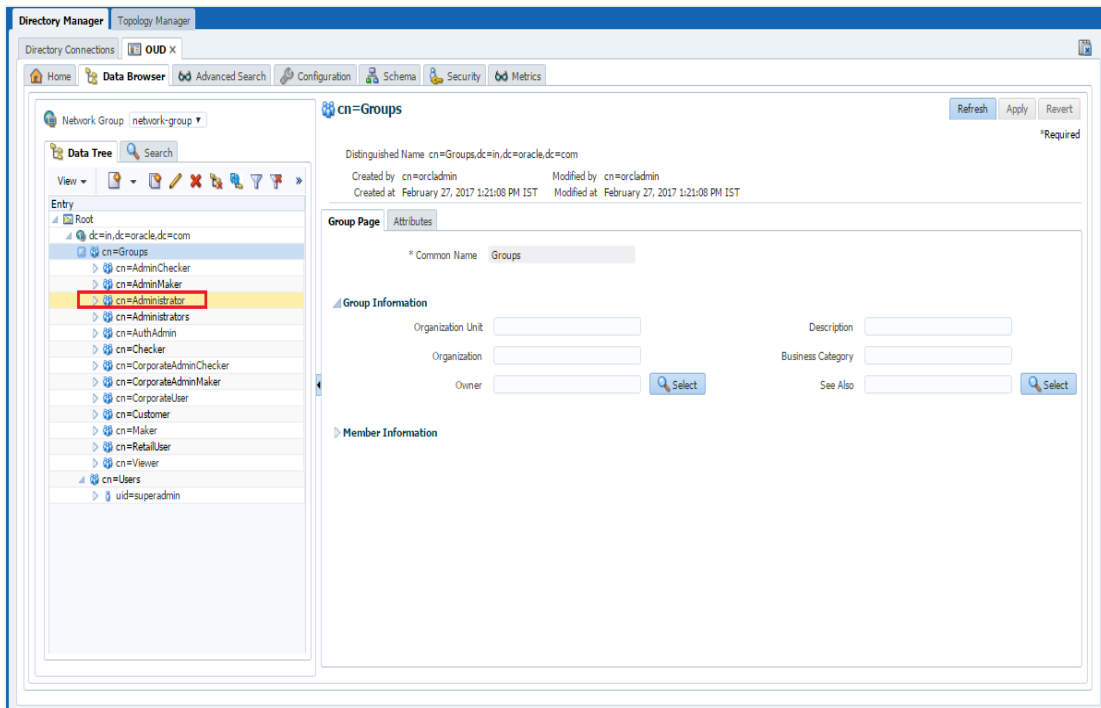 Directory Manager Topology Manager
Directory Connections OUD ×
Home Data Browser Advanced Search Configuration Schema Security Metrics
Network Group network-group
Data Tree Search
View
»
Entry
Root
dc=in,dc=oracle,dc=com
cn=Groups
cn=AdminChecker
cn=AdminMaker
cn=Administrator
cn=Administrators
cn=AuthAdmin
cn=Checker
cn=CorporateAdminChecker
cn=CorporateAdminMaker
cn=CorporateUser
cn=Customer
cn=Maker
cn=RetailUser
cn=Viewer
cn=Users
uid=superadmin
cn=Groups
Refresh Apply Revert
*Required
Distinguished Name cn=Groups,dc=in,dc=oracle,dc=com
Created by cn=orcladmin Modified by cn=orcladmin
Created at February 27, 2017 1:21:08 PM IST Modified at February 27, 2017 1:21:08 PM IST
Group Page Attributes
* Common Name Groups
Group Information
Organization Unit Description
Organization Business Category
Owner Select See Also Select
Member Information